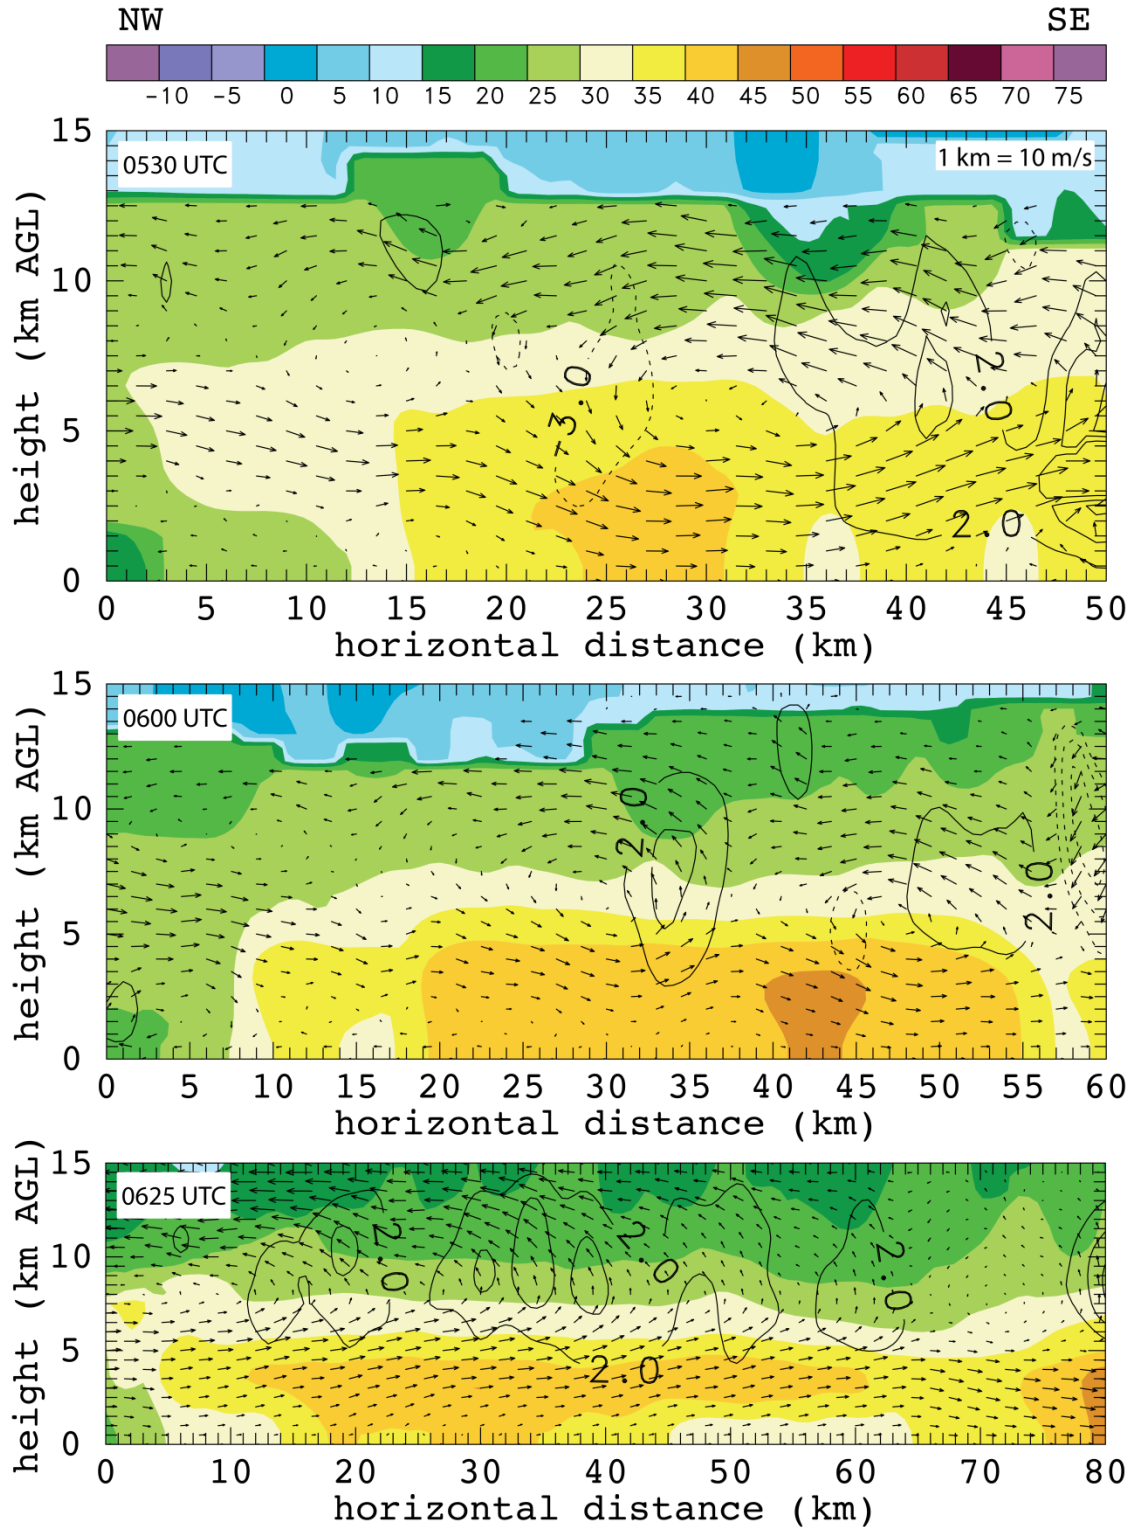 NW SE
-10 -5 0 5 10 15 20 25 30 35 40 45 50 55 60 65 70 75
15
0530 UTC
1 km = 10 m/s
10
5
0
height (km AGL)
-3.0
2.0
2.0
0 5 10 15 20 25 30 35 40 45 50
horizontal distance (km)
15
0600 UTC
10
5
0
height (km AGL)
2.0
2.0
0 5 10 15 20 25 30 35 40 45 50 55 60
horizontal distance (km)
15
0625 UTC
10
5
0
height (km AGL)
2.0
2.0
2.0
2.0
0 10 20 30 40 50 60 70 80
horizontal distance (km)